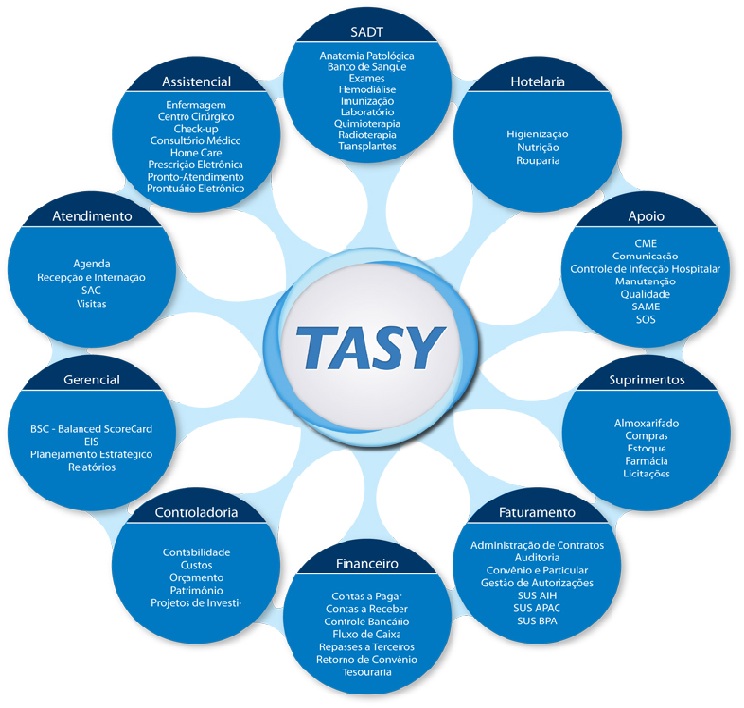 SADT
Anatomia Patológica
Banco de Sangue
Exames
Hemodiálise
Imunização
Laboratório
Quimioterapia
Radioterapia
Transplantes
Assistencial
Enfermagem
Centro Cirúrgico
Check-up
Consultório Médico
Home Care
Prescrição Eletrônica
Pronto-Atendimento
Prontuário Eletrônico
Hotelaria
Higienização
Nutrição
Rouparia
Atendimento
Agenda
Recepção e Internação
SAC
Visitas
Apoio
CME
Comunicação
Controle de Infecção Hospitalar
Manutenção
Qualidade
SAME
SOS
TASY
Gerencial
BSC - Balanced ScoreCard
EIS
Planejamento Estratégico
Relatórios
Suprimentos
Almoxarifado
Compras
Estoque
Farmácia
Licitações
Controladoria
Contabilidade
Custos
Orçamento
Patrimônio
Projetos de Investi-
Financeiro
Contas a Pagar
Contas a Receber
Controle Bancário
Fluxo de Caixa
Repasses a Terceiros
Retorno de Convênio
Tesouraria
Faturamento
Administração de Contratos
Auditoria
Convênio e Particular
Gestão de Autorizações
SUS AIH
SUS APAC
SUS BPA